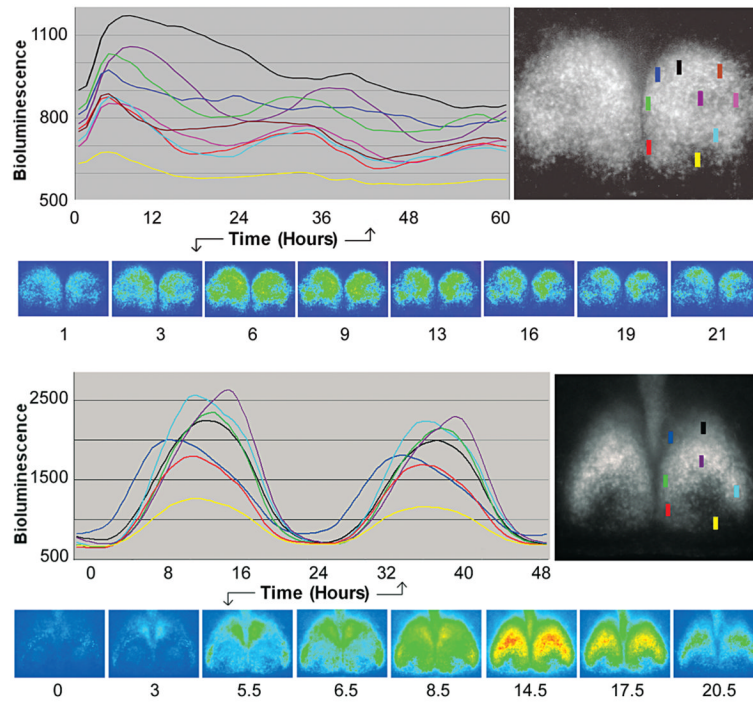 Bioluminescence
1100
800
500
0 12 24 36 48 60
Time (Hours)
1 3 6 9 13 16 19 21
Bioluminescence
2500
1500
500
0 8 16 24 32 40 48
Time (Hours)
0 3 5.5 6.5 8.5 14.5 17.5 20.5